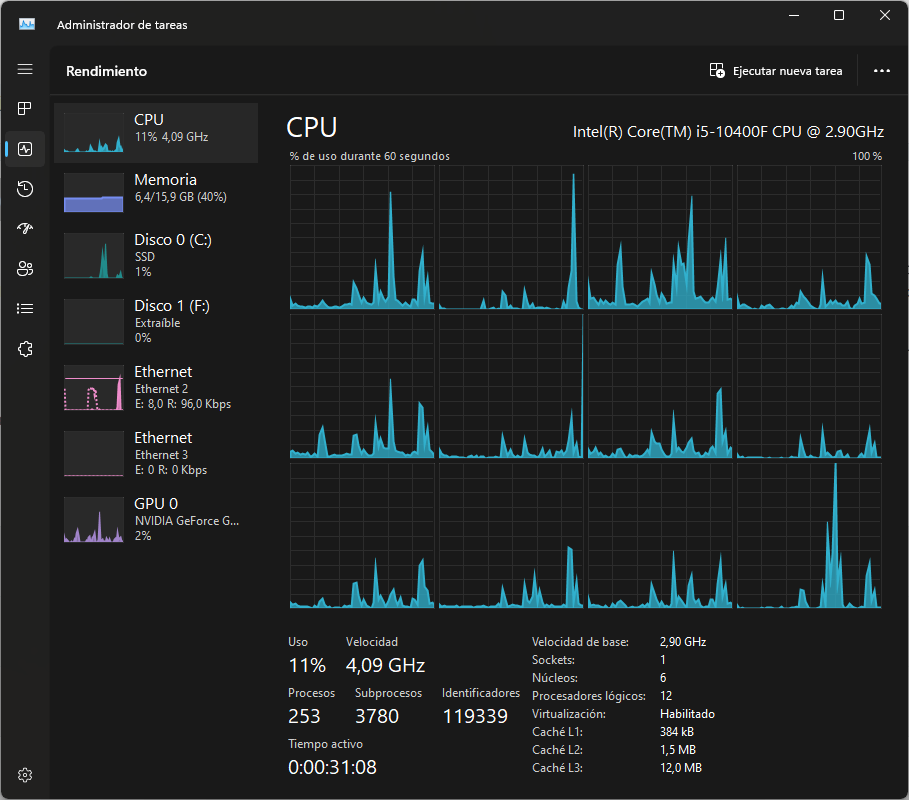 Administrador de tareas
Rendimiento
Ejecutar nueva tarea
CPU
11% 4,09 GHz
Memoria
6,4/15,9 GB (40%)
Disco 0 (C:)
SSD
1%
Disco 1 (F:)
Extraíble
0%
Ethernet
Ethernet 2
E: 8,0 R: 96,0 Kbps
Ethernet
Ethernet 3
E: 0 R: 0 Kbps
GPU 0
NVIDIA GeForce G...
2%
CPU
Intel(R) Core(TM) i5-10400F CPU @ 2.90GHz
% de uso durante 60 segundos
100 %
Uso
Velocidad
11%
4,09 GHz
Procesos
Subprocesos
Identificadores
253
3780
119339
Tiempo activo
0:00:31:08
Velocidad de base: 2,90 GHz
Sockets: 1
Núcleos: 6
Procesadores lógicos: 12
Virtualización: Habilitado
Caché L1: 384 kB
Caché L2: 1,5 MB
Caché L3: 12,0 MB